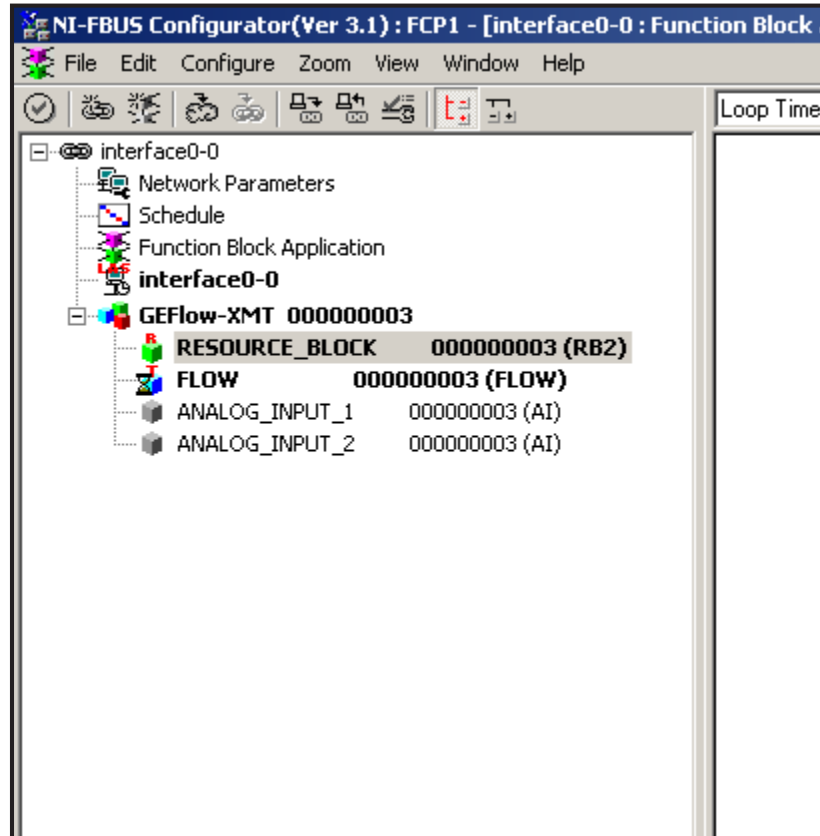 NI-FBUS Configurator(Ver 3.1) : FCP1 - [interface0-0 : Function Block
File Edit Configure Zoom View Window Help
Loop Time
interface0-0
Network Parameters
Schedule
Function Block Application
LAS
interface0-0
GEFlow-XMT 000000003
R
RESOURCE_BLOCK 000000003 (RB2)
T
FLOW 000000003 (FLOW)
ANALOG_INPUT_1 000000003 (AI)
ANALOG_INPUT_2 000000003 (AI)